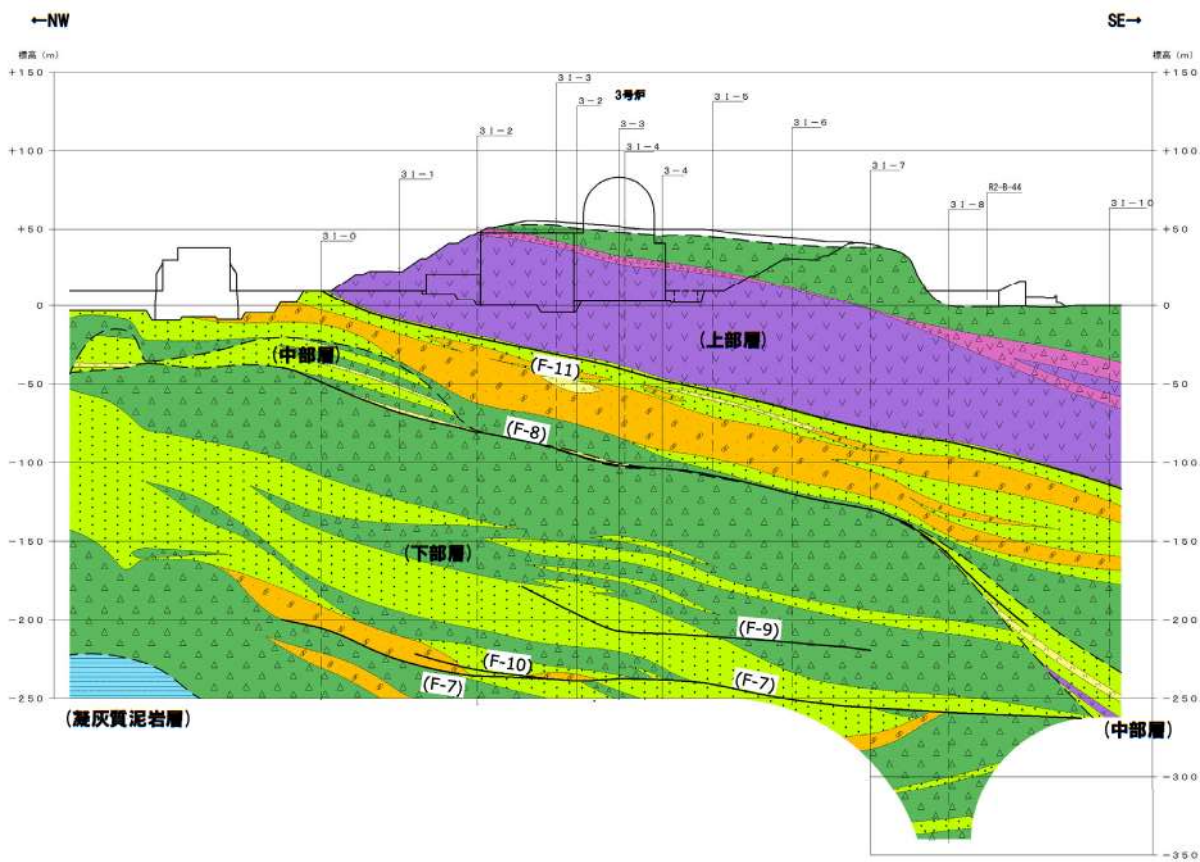 ←NW
SE→
標高 (m)
標高 (m)
+150
+150
+100
+100
+50
+50
0
0
-50
-50
-100
-100
-150
-150
-200
-200
-250
-250
-300
-350
3号炉
3I-0
3I-1
3I-2
3I-3
3-2
3-3
3I-4
3-4
3I-5
3I-6
3I-7
3I-8
R2-B-44
3I-10
(上部層)
(中部層)
(F-11)
(F-8)
(下部層)
(F-9)
(F-10)
(F-7)
(F-7)
(凝灰質泥岩層)
(中部層)